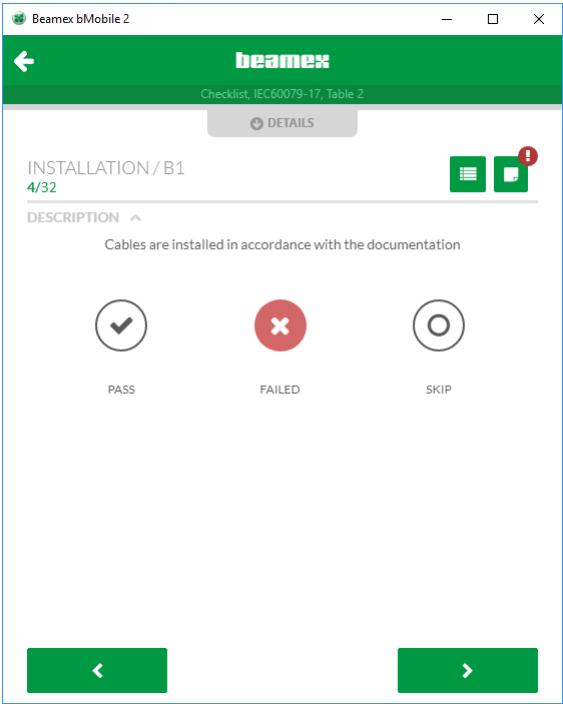 Beamex bMobile 2
beamex
Checklist, IEC60079-17, Table 2
DETAILS
INSTALLATION / B1
4/32
DESCRIPTION
Cables are installed in accordance with the documentation
PASS
FAILED
SKIP